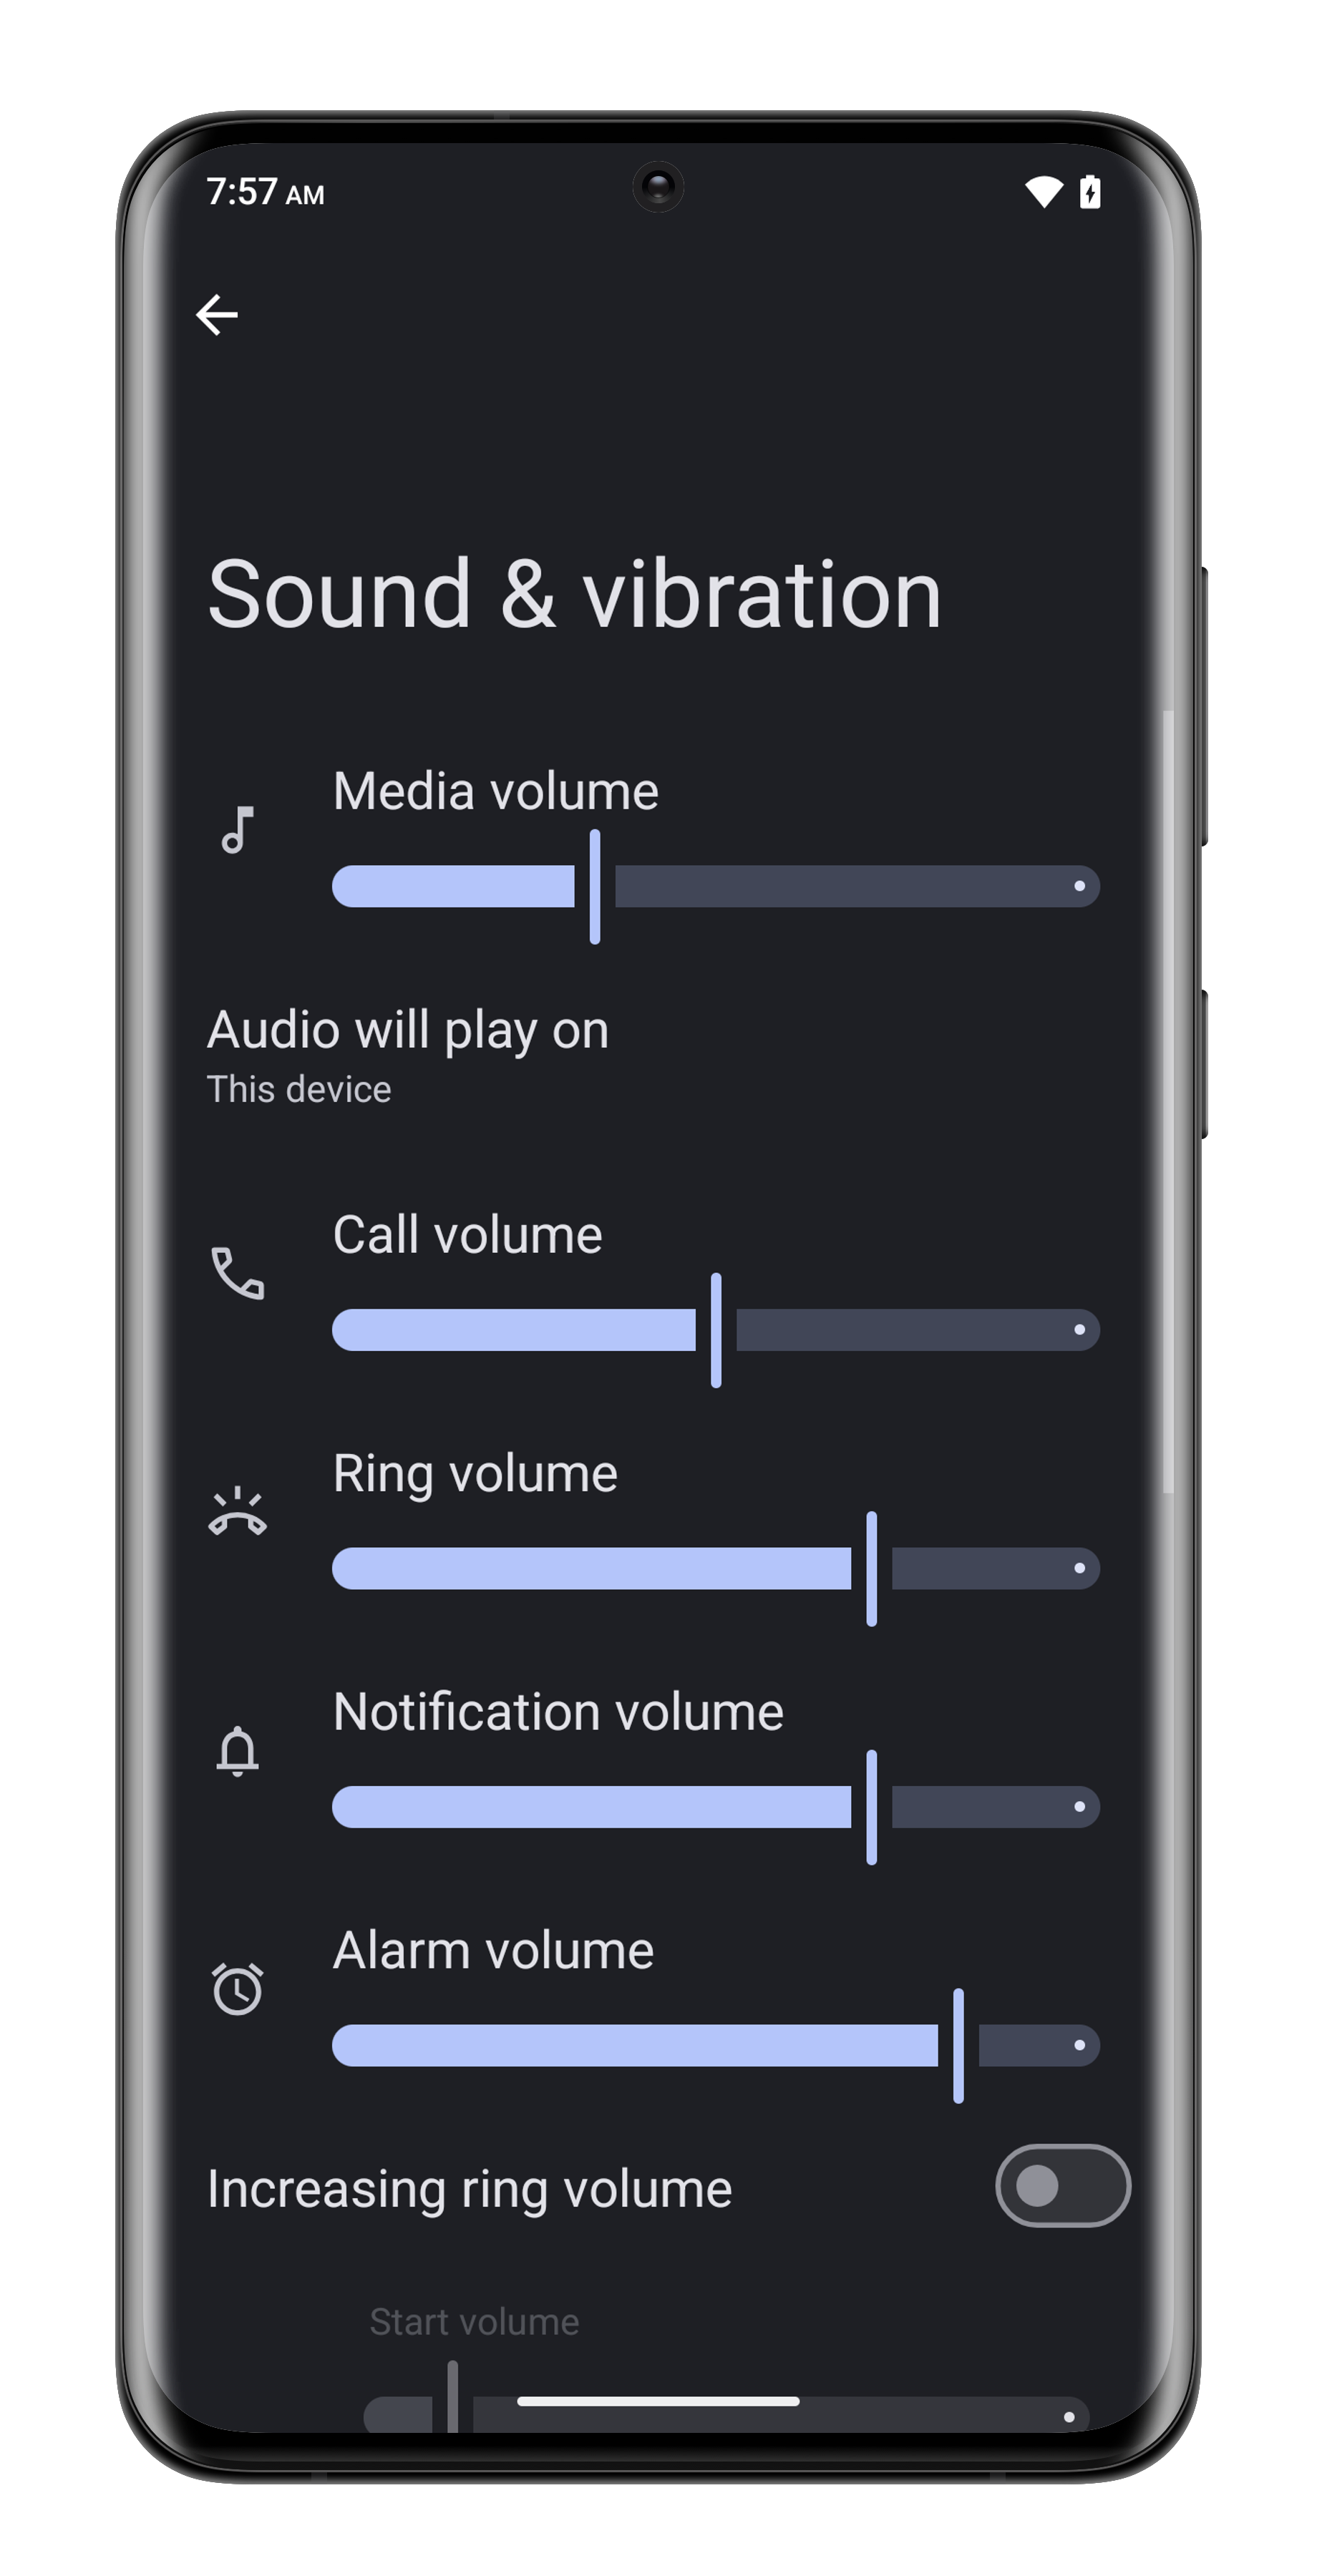 7:57 AM
Sound & vibration
Media volume
Audio will play on
This device
Call volume
Ring volume
Notification volume
Alarm volume
Increasing ring volume
Start volume